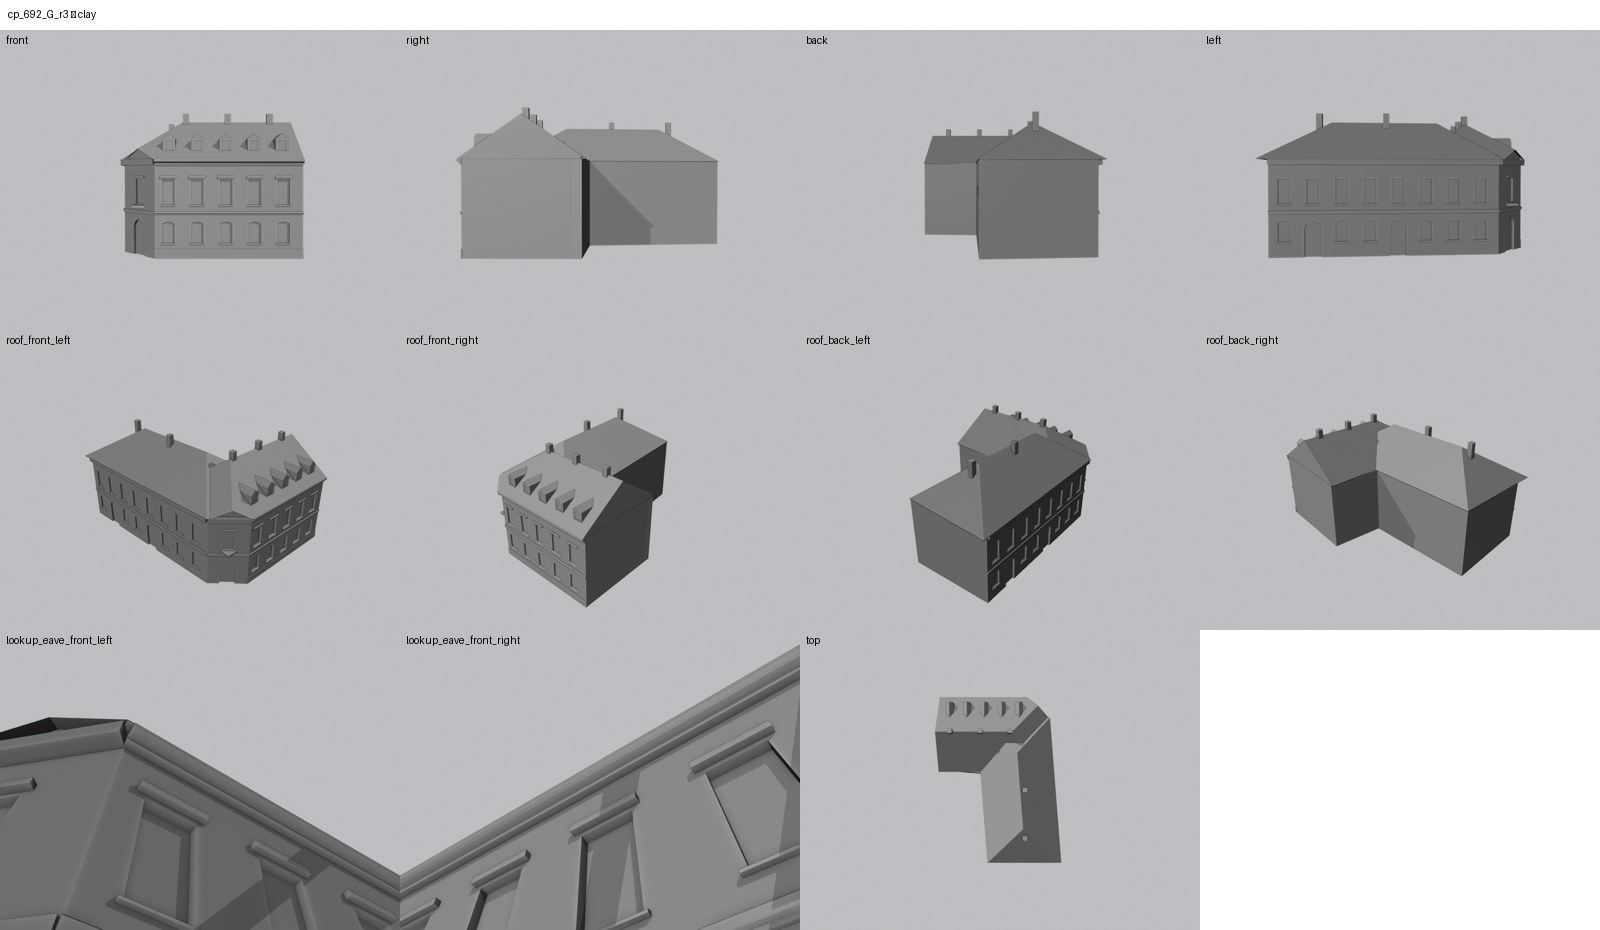 cp_692_G_r3 clay
front
right
back
left
roof_front_left
roof_front_right
roof_back_left
roof_back_right
lookup_eave_front_left
lookup_eave_front_right
top